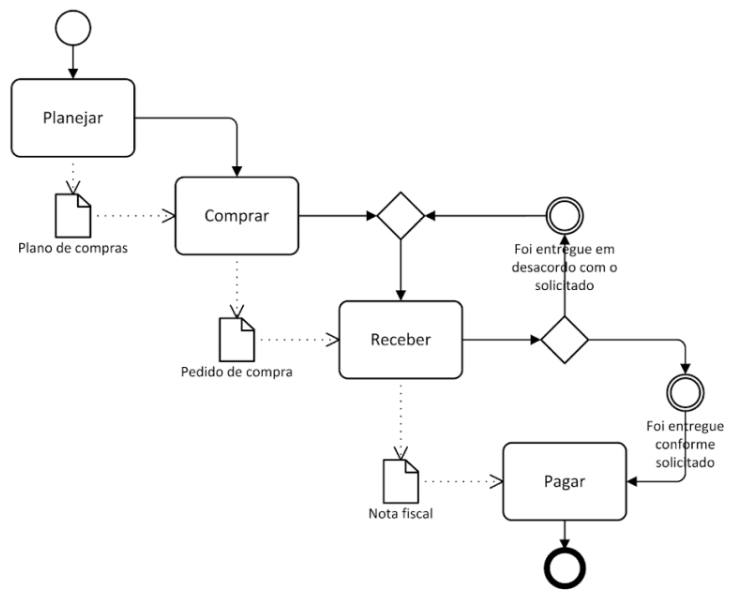 Planejar
Plano de compras
Comprar
Foi entregue em
desacordo com o
solicitado
Pedido de compra
Receber
Foi entregue
conforme
solicitado
Nota fiscal
Pagar